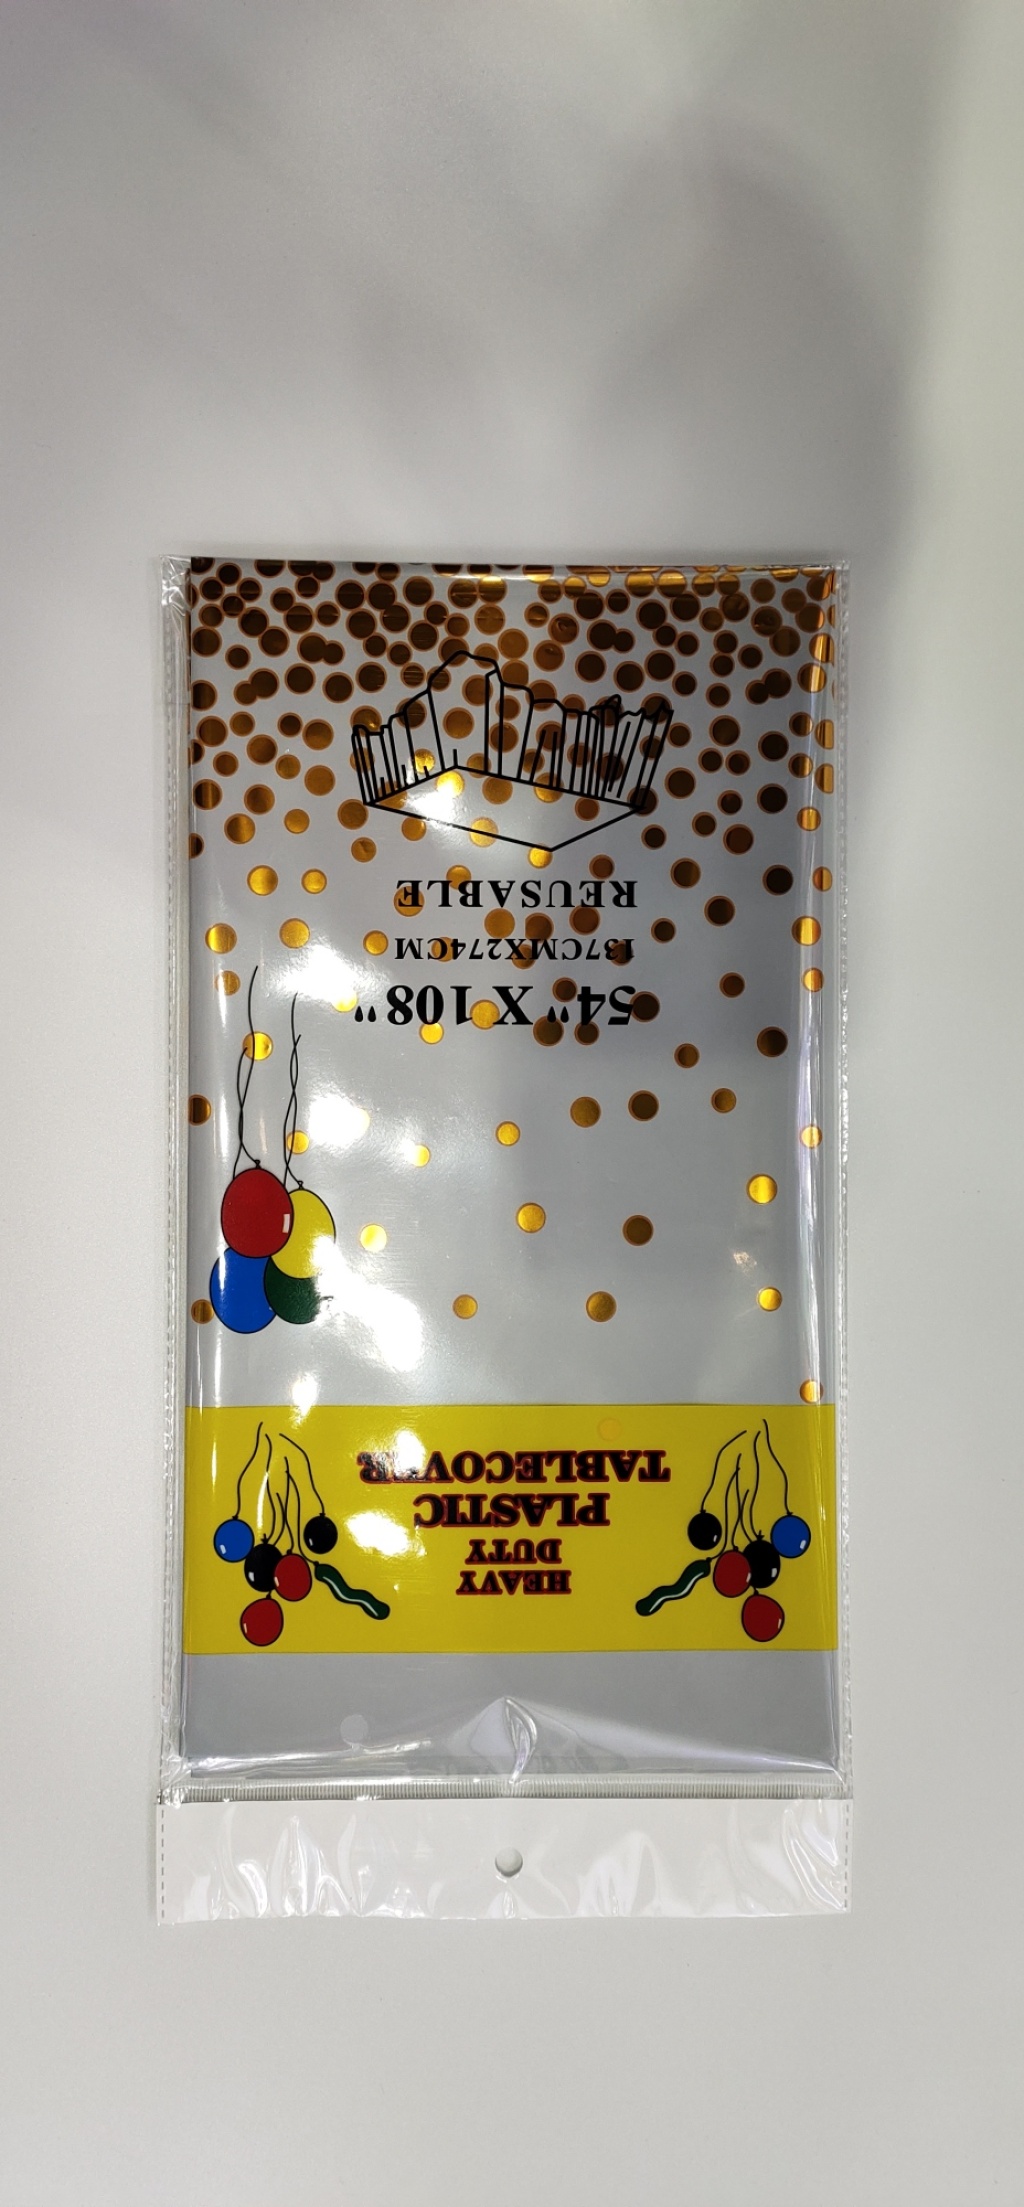 HEAVY
DUTY
PLASTIC
TABLECOVER
54" X 108"
137CMX274CM
REUSABLE